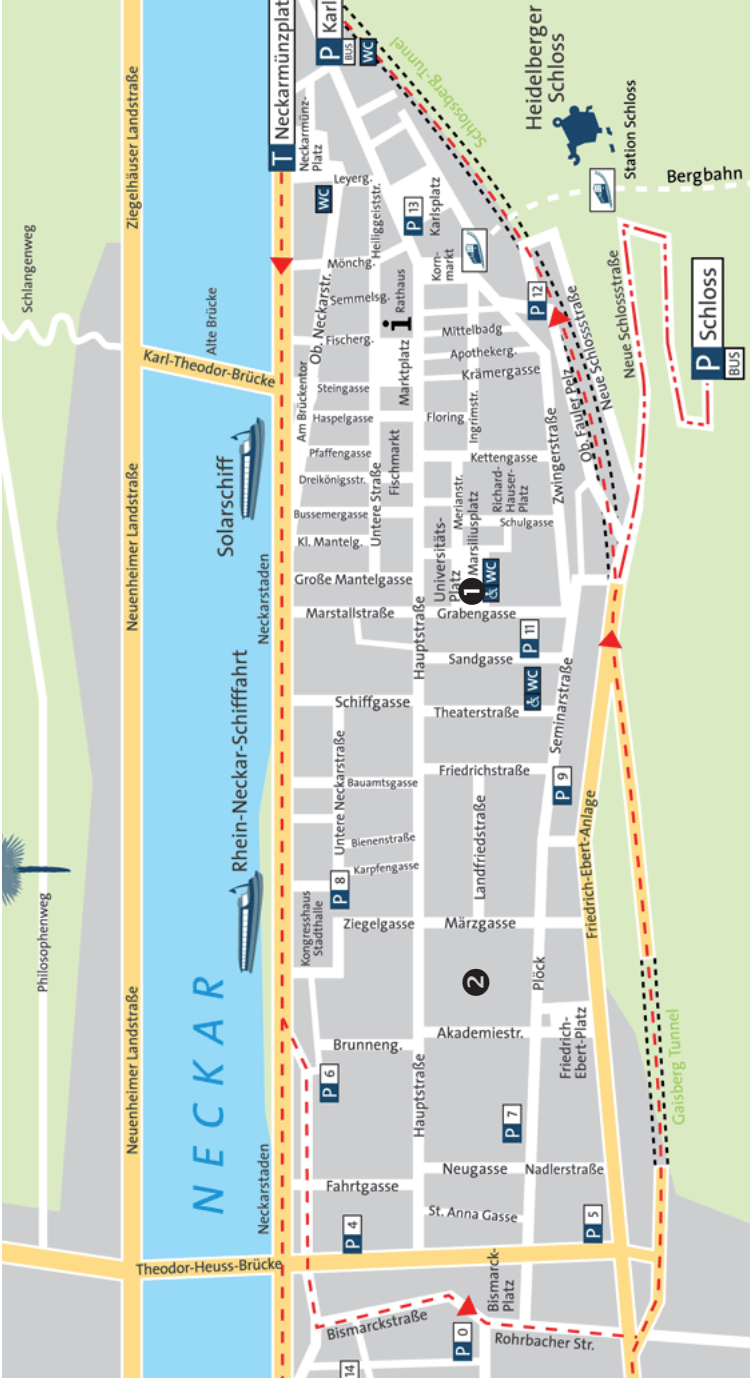 Schlangenweg
Philosophenweg
Ziegelhäuser Landstraße
Neuenheimer Landstraße
Neuenheimer Landstraße
Alte Brücke
Karl-Theodor-Brücke
Solarschiff
Rhein-Neckar-Schifffahrt
NECKAR
Neckarstaden
Neckarstaden
Theodor-Heuss-Brücke
T Neckarmünzplat
Neckarmünz-
Platz
P Karl
BUS
WC
WC
Schlossberg-Tunnel
Heidelberger
Schloss
Station Schloss
Bergbahn
Leyerg.
Heiliggeiststr.
P 13
Karlsplatz
Mönchg.
Korn-
markt
Ob. Neckarstr.
Semmelsg.
Rathaus
i
Fischerg.
Marktplatz
Mittelbadg
Apothekerg.
Krämergasse
P 12
Neue Schlossstraße
Neue Schlossstraße
P Schloss
BUS
Am Brückentor
Steingasse
Haspelgasse
Floring
Ingrimstr.
Ob. Fauler Pelz
Zwingerstraße
Pfaffengasse
Fischmarkt
Kettengasse
Dreikönigsstr.
Untere Straße
Bussemergasse
Merianstr.
Richard-
Hauser-
Platz
Marsiliusplatz
Schulgasse
Kl. Mantelg.
Universitäts-
Platz
Große Mantelgasse
1
& WC
Marstallstraße
Hauptstraße
Grabengasse
P 11
Sandgasse
& WC
Schiffgasse
Theaterstraße
Seminarstraße
Untere Neckarstraße
Bauamtsgasse
Friedrichstraße
P 9
Bienenstraße
Karpfengasse
Landfriedstraße
Friedrich-Ebert-Anlage
P 8
Kongresshaus
Stadthalle
Ziegelgasse
Märzgasse
2
Plöck
Brunneng.
Akademiestr.
Friedrich-
Ebert-Platz
P 6
Hauptstraße
P 7
Gaisberg Tunnel
Fahrtgasse
Neugasse
Nadlerstraße
St. Anna Gasse
P 4
P 5
Bismarck-
Platz
Bismarckstraße
P 0
Rohrbacher Str.
14